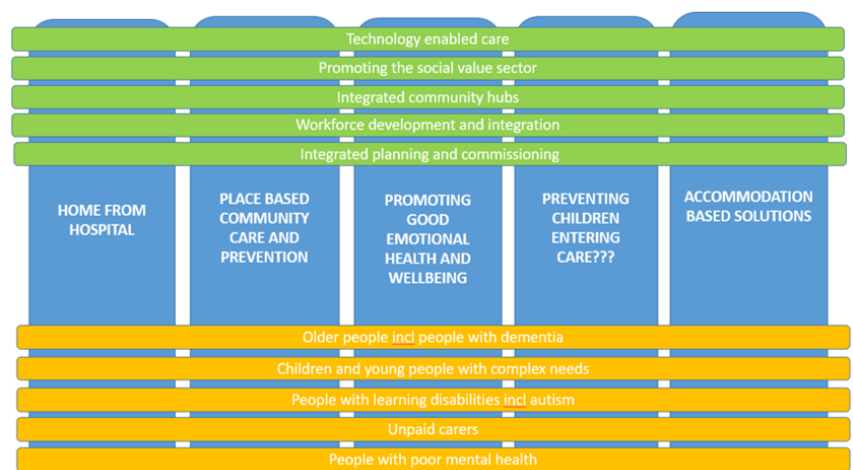 Technology enabled care
Promoting the social value sector
Integrated community hubs
Workforce development and integration
Integrated planning and commissioning
HOME FROM
HOSPITAL
PLACE BASED
COMMUNITY
CARE AND
PREVENTION
PROMOTING
GOOD
EMOTIONAL
HEALTH AND
WELLBEING
PREVENTING
CHILDREN
ENTERING
CARE???
ACCOMMODATION
BASED SOLUTIONS
Older people incl people with dementia
Children and young people with complex needs
People with learning disabilities incl autism
Unpaid carers
People with poor mental health